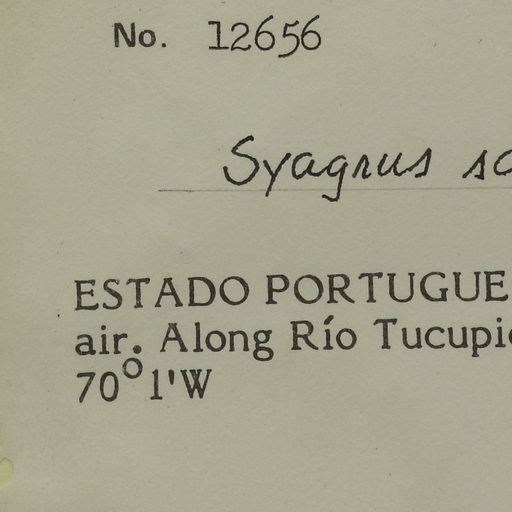 No. 12656
Syagrus sa
ESTADO PORTUGUE
air. Along Río Tucupi
70°1'W